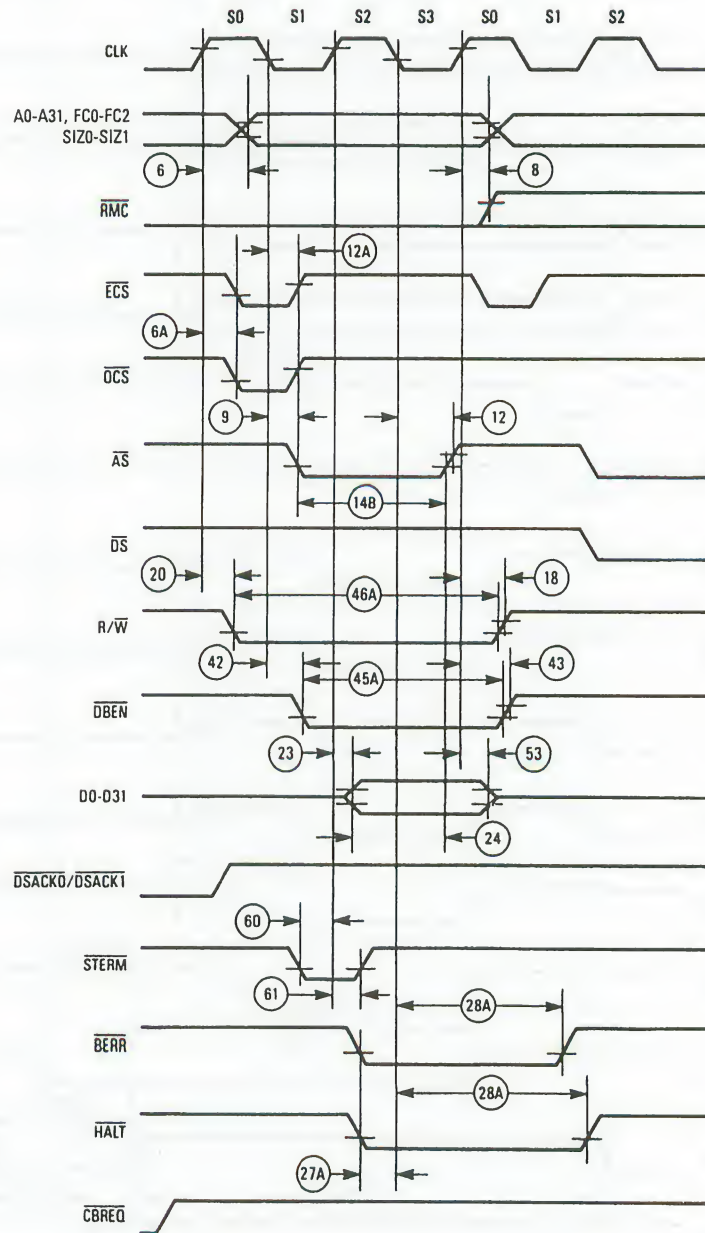 S0 S1 S2 S3 S0 S1 S2
CLK
A0-A31, FC0-FC2
SIZ0-SIZ1
6 8
RMC
12A
ECS
6A
OCS
9 12
AS
14B
DS
20 18
46A
R/W
42 43
45A
DBEN
23 53
D0-D31
24
DSACK0/DSACK1
60
STERM
61 28A
BERR
28A
HALT
27A
CBREQ